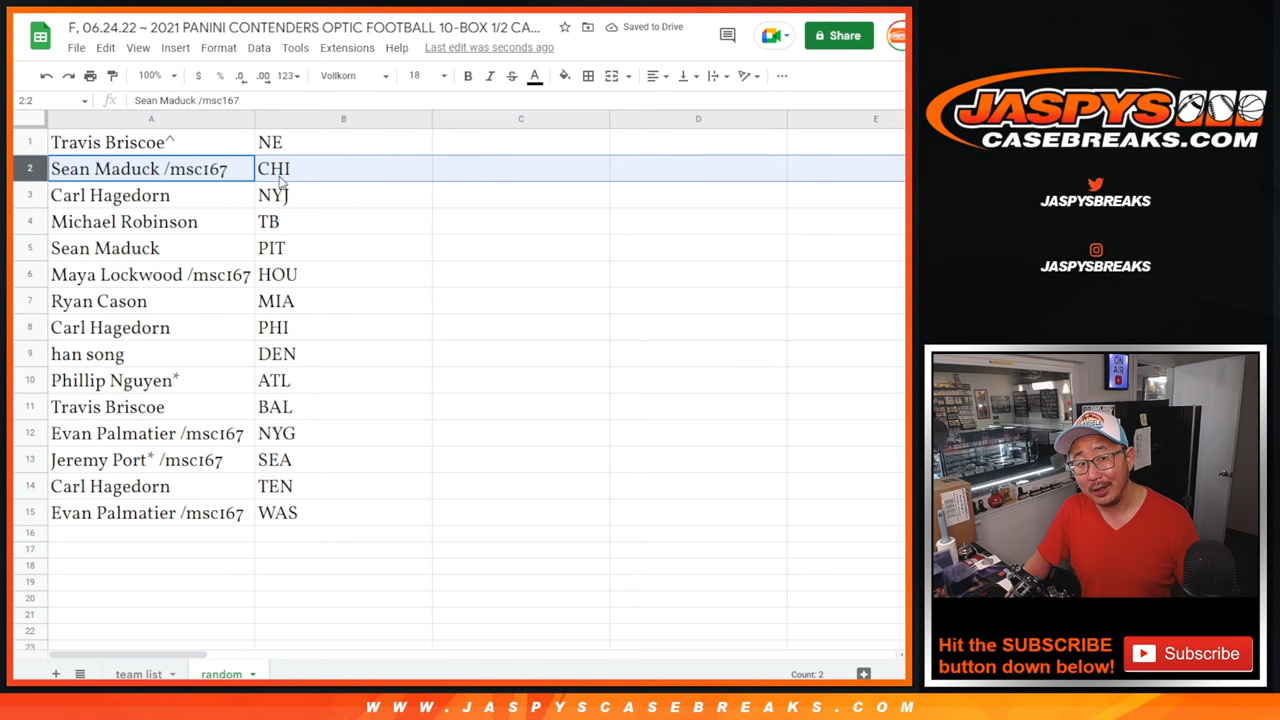 F, 06.24.22 ~ 2021 PANINI CONTENDERS OPTIC FOOTBALL 10-BOX 1/2 CA...
Saved to Drive
Share
File Edit View Insert Format Data Tools Extensions Help Last edit was seconds ago
100% $ % .0 .00 123 Vollkorn 18 B I S A
2:2 fx Sean Maduck /msc167
A B C D E
1 Travis Briscoe^ NE
2 Sean Maduck /msc167 CHI
3 Carl Hagedorn NYJ
4 Michael Robinson TB
5 Sean Maduck PIT
6 Maya Lockwood /msc167 HOU
7 Ryan Cason MIA
8 Carl Hagedorn PHI
9 han song DEN
10 Phillip Nguyen* ATL
11 Travis Briscoe BAL
12 Evan Palmatier /msc167 NYG
13 Jeremy Port* /msc167 SEA
14 Carl Hagedorn TEN
15 Evan Palmatier /msc167 WAS
16
17
18
19
20
21
22
23
+ team list random Count: 2
JASPYS
CASEBREAKS.COM
JASPYSBREAKS
JASPYSBREAKS
ON
AIR
Hit the SUBSCRIBE
button down below!
Subscribe
WWW.JASPYSCASEBREAKS.COM